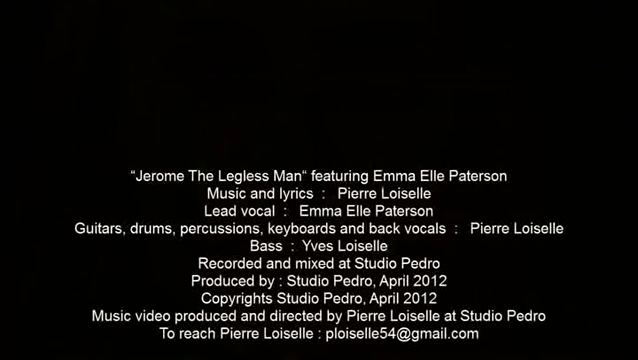 “Jerome The Legless Man“ featuring Emma Elle Paterson
Music and lyrics : Pierre Loiselle
Lead vocal : Emma Elle Paterson
Guitars, drums, percussions, keyboards and back vocals : Pierre Loiselle
Bass : Yves Loiselle
Recorded and mixed at Studio Pedro
Produced by : Studio Pedro, April 2012
Copyrights Studio Pedro, April 2012
Music video produced and directed by Pierre Loiselle at Studio Pedro
To reach Pierre Loiselle : ploiselle54@gmail.com